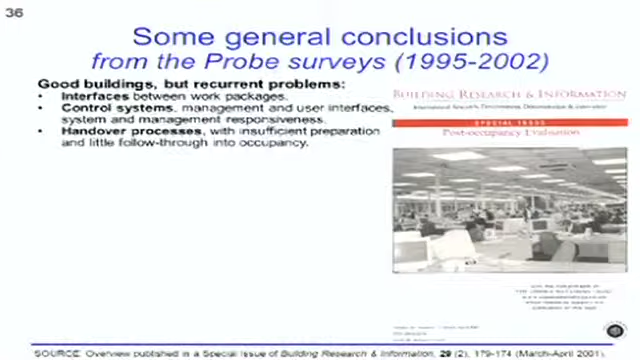 36
Some general conclusions
from the Probe surveys (1995-2002)
Good buildings, but recurrent problems:
• Interfaces between work packages.
• Control systems, management and user interfaces,
system and management responsiveness.
• Handover processes, with insufficient preparation
and little follow-through into occupancy.
BUILDING RESEARCH & INFORMATION
SPECIAL ISSUE
Post-occupancy Evaluation
SOURCE: Overview published in a Special Issue of Building Research & Information, 29 (2), 179-174 (March-April 2001).